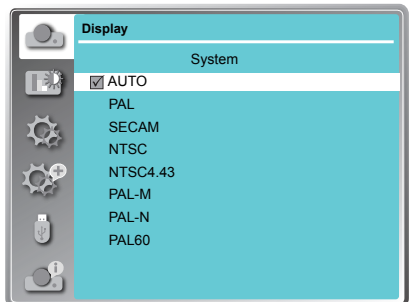 Display
System
AUTO
PAL
SECAM
NTSC
NTSC4.43
PAL-M
PAL-N
PAL60